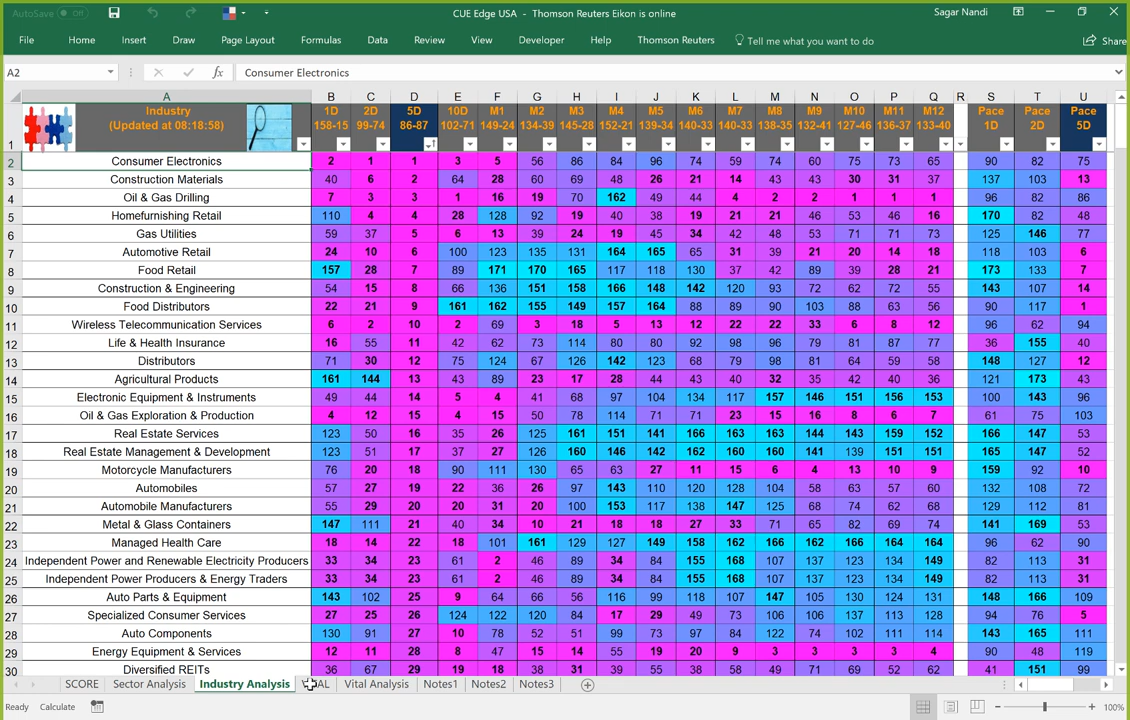 AutoSave Off CUE Edge USA - Thomson Reuters Eikon is online Sagar Nandi
File Home Insert Draw Page Layout Formulas Data Review View Developer Help Thomson Reuters Tell me what you want to do Share
A2 fx Consumer Electronics
A B C D E F G H I J K L M N O P Q R S T U
Industry 1D 2D 5D 10D M1 M2 M3 M4 M5 M6 M7 M8 M9 M10 M11 M12 Pace Pace Pace
(Updated at 08:18:58) 158-15 99-74 86-87 102-71 149-24 134-39 145-28 152-21 139-34 140-33 140-33 138-35 132-41 127-46 136-37 133-40 1D 2D 5D
1
2 Consumer Electronics 2 1 1 3 5 56 86 84 96 74 59 74 60 75 73 65 90 82 75
3 Construction Materials 40 6 2 64 28 60 69 48 26 21 14 43 43 30 31 37 137 103 13
4 Oil & Gas Drilling 7 3 3 1 16 19 70 162 49 44 4 2 2 1 1 1 96 82 86
5 Homefurnishing Retail 110 4 4 28 128 92 19 40 38 19 21 21 46 53 46 16 170 82 48
6 Gas Utilities 59 37 5 6 13 39 24 19 45 34 42 48 53 71 71 73 125 146 77
7 Automotive Retail 24 10 6 100 123 135 131 164 165 65 31 39 21 20 14 18 118 103 6
8 Food Retail 157 28 7 89 171 170 165 117 118 130 37 42 89 39 28 21 173 133 7
9 Construction & Engineering 54 15 8 66 136 151 158 166 148 142 120 93 72 62 72 55 143 107 14
10 Food Distributors 22 21 9 161 162 155 149 157 164 88 89 90 103 88 63 56 90 117 1
11 Wireless Telecommunication Services 6 2 10 2 69 3 18 5 13 12 22 22 33 6 8 12 96 62 94
12 Life & Health Insurance 16 55 11 42 62 73 114 80 80 92 98 96 79 81 87 77 36 155 40
13 Distributors 71 30 12 75 124 67 126 142 123 68 79 98 81 64 59 58 148 127 12
14 Agricultural Products 161 144 13 43 89 23 17 28 44 43 40 32 35 42 40 36 121 173 43
15 Electronic Equipment & Instruments 49 44 14 5 4 41 68 97 104 134 117 157 146 151 156 153 100 143 96
16 Oil & Gas Exploration & Production 4 12 15 4 15 50 78 114 71 71 23 15 16 8 6 7 61 75 103
17 Real Estate Services 123 50 16 35 26 125 161 151 141 166 163 163 144 143 159 152 166 147 53
18 Real Estate Management & Development 123 51 17 37 27 126 160 146 142 162 160 160 141 139 151 151 165 147 52
19 Motorcycle Manufacturers 76 20 18 90 111 130 65 63 27 11 15 6 4 13 10 9 159 92 10
20 Automobiles 57 27 19 22 36 26 97 143 110 120 128 104 58 63 57 60 132 108 72
21 Automobile Manufacturers 55 29 20 20 31 20 100 153 117 138 147 125 68 74 62 68 129 112 81
22 Metal & Glass Containers 147 111 21 40 34 10 21 18 18 27 33 71 65 82 69 74 141 169 53
23 Managed Health Care 18 14 22 18 101 161 129 127 149 158 162 166 162 166 164 164 96 62 90
24 Independent Power and Renewable Electricity Producers 33 34 23 61 2 46 89 34 84 155 168 107 137 123 134 149 82 113 31
25 Independent Power Producers & Energy Traders 33 34 23 61 2 46 89 34 84 155 168 107 137 123 134 149 82 113 31
26 Auto Parts & Equipment 143 102 25 9 64 66 56 116 99 118 107 147 105 130 124 131 148 166 109
27 Specialized Consumer Services 27 25 26 124 122 120 84 17 29 49 73 106 106 137 113 128 94 76 5
28 Auto Components 130 91 27 10 78 52 51 99 73 97 84 122 74 102 111 114 143 165 111
29 Energy Equipment & Services 12 11 28 8 47 15 14 55 19 20 9 3 3 3 3 4 90 48 119
30 Diversified REITs 36 67 29 19 18 38 31 39 55 38 58 49 71 69 52 62 41 151 99
SCORE Sector Analysis Industry Analysis Vital Analysis Notes1 Notes2 Notes3
Ready Calculate 100%